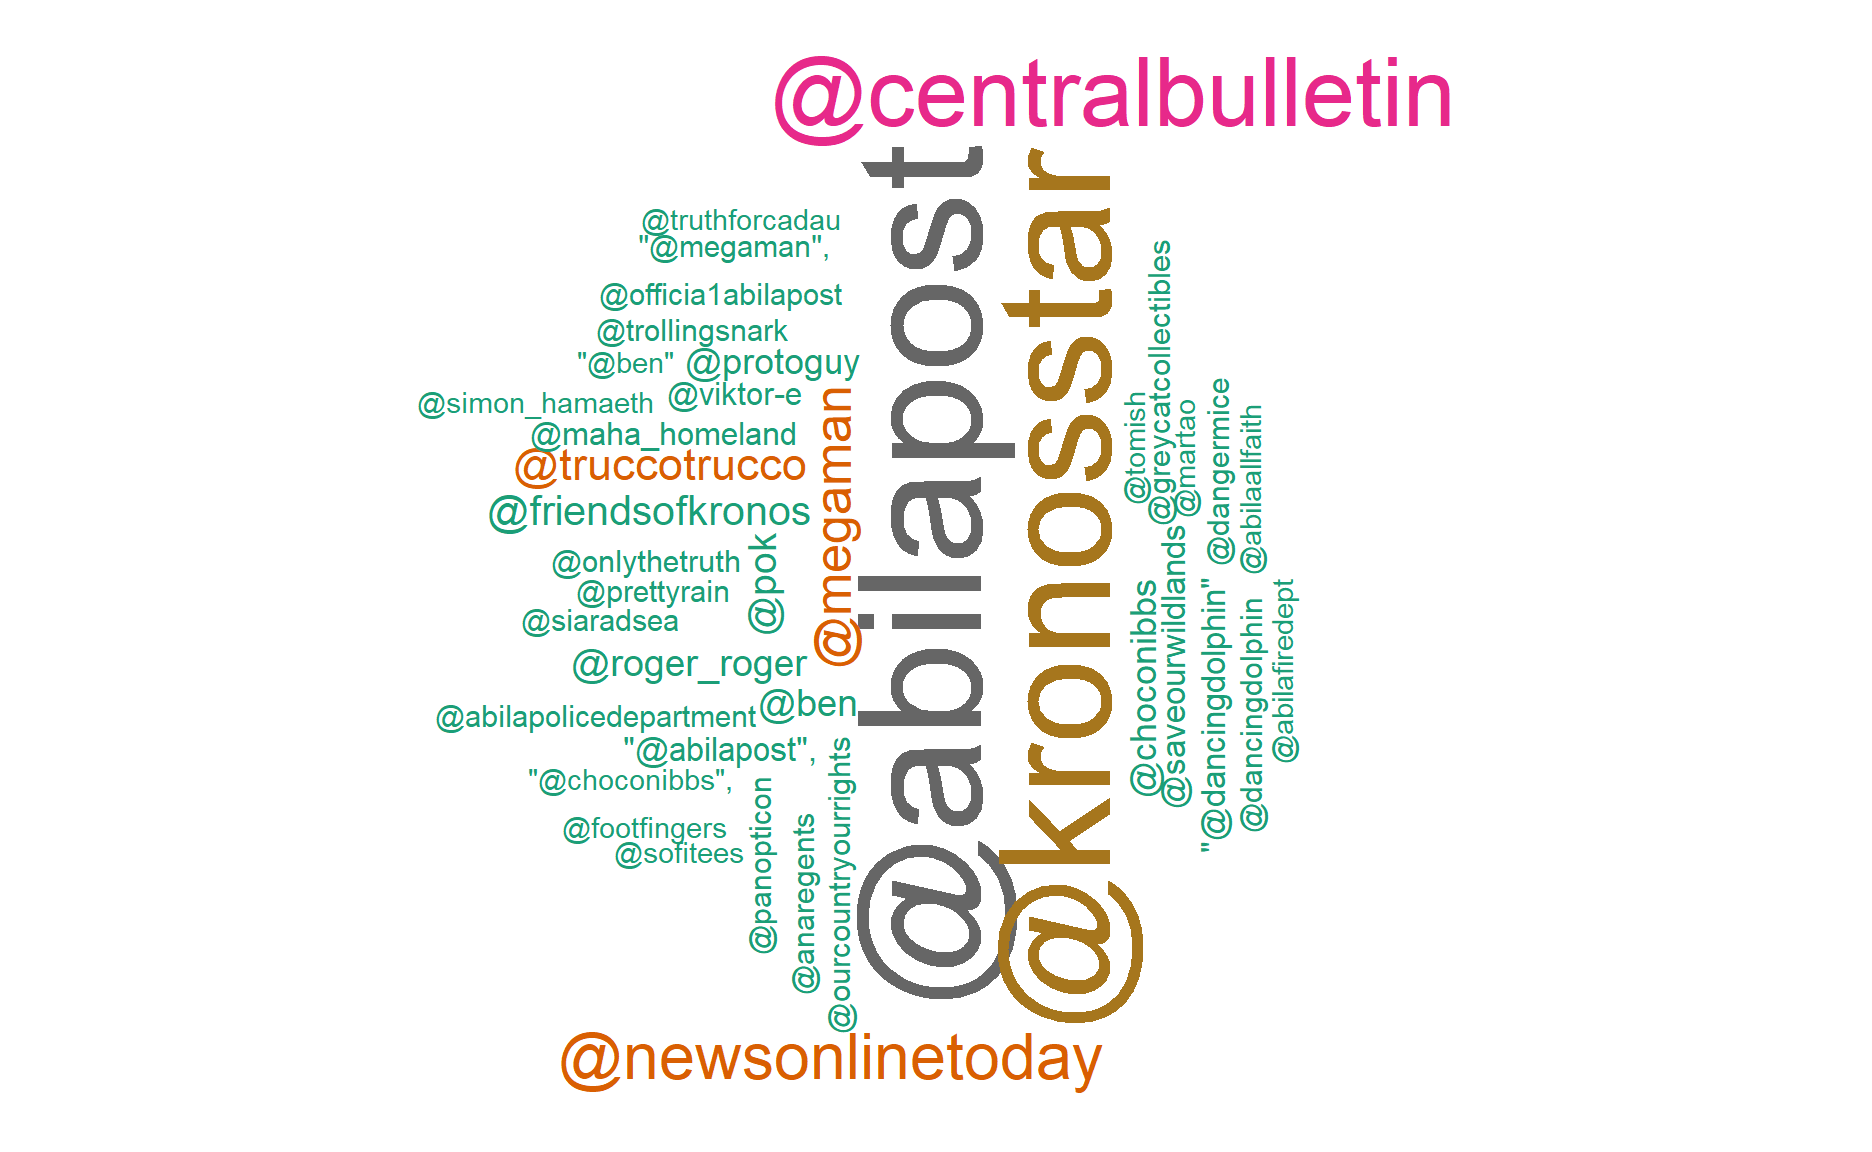 @centralbulletin
@abilapost
@kronosstar
@truthforcadau
"@megaman",
@officia1abilapost
@trollingsnark
"@ben"
@protoguy
@simon_hamaeth
@viktor-e
@maha_homeland
@truccotrucco
@megaman
@friendsofkronos
@onlythetruth
@pok
@prettyrain
@siaradsea
@roger_roger
@ben
@abilapolicedepartment
"@abilapost",
"@choconibbs",
@footfingers
@sofitees
@panopticon
@anaregents
@ourcountryyourrights
@tomish
@greycatcollectibles
@martao
@dangermice
@abilaallfaith
@choconibbs
@saveourwildlands
"@dancingdolphin"
@dancingdolphin
@abilafiredept
@newsonlinetoday